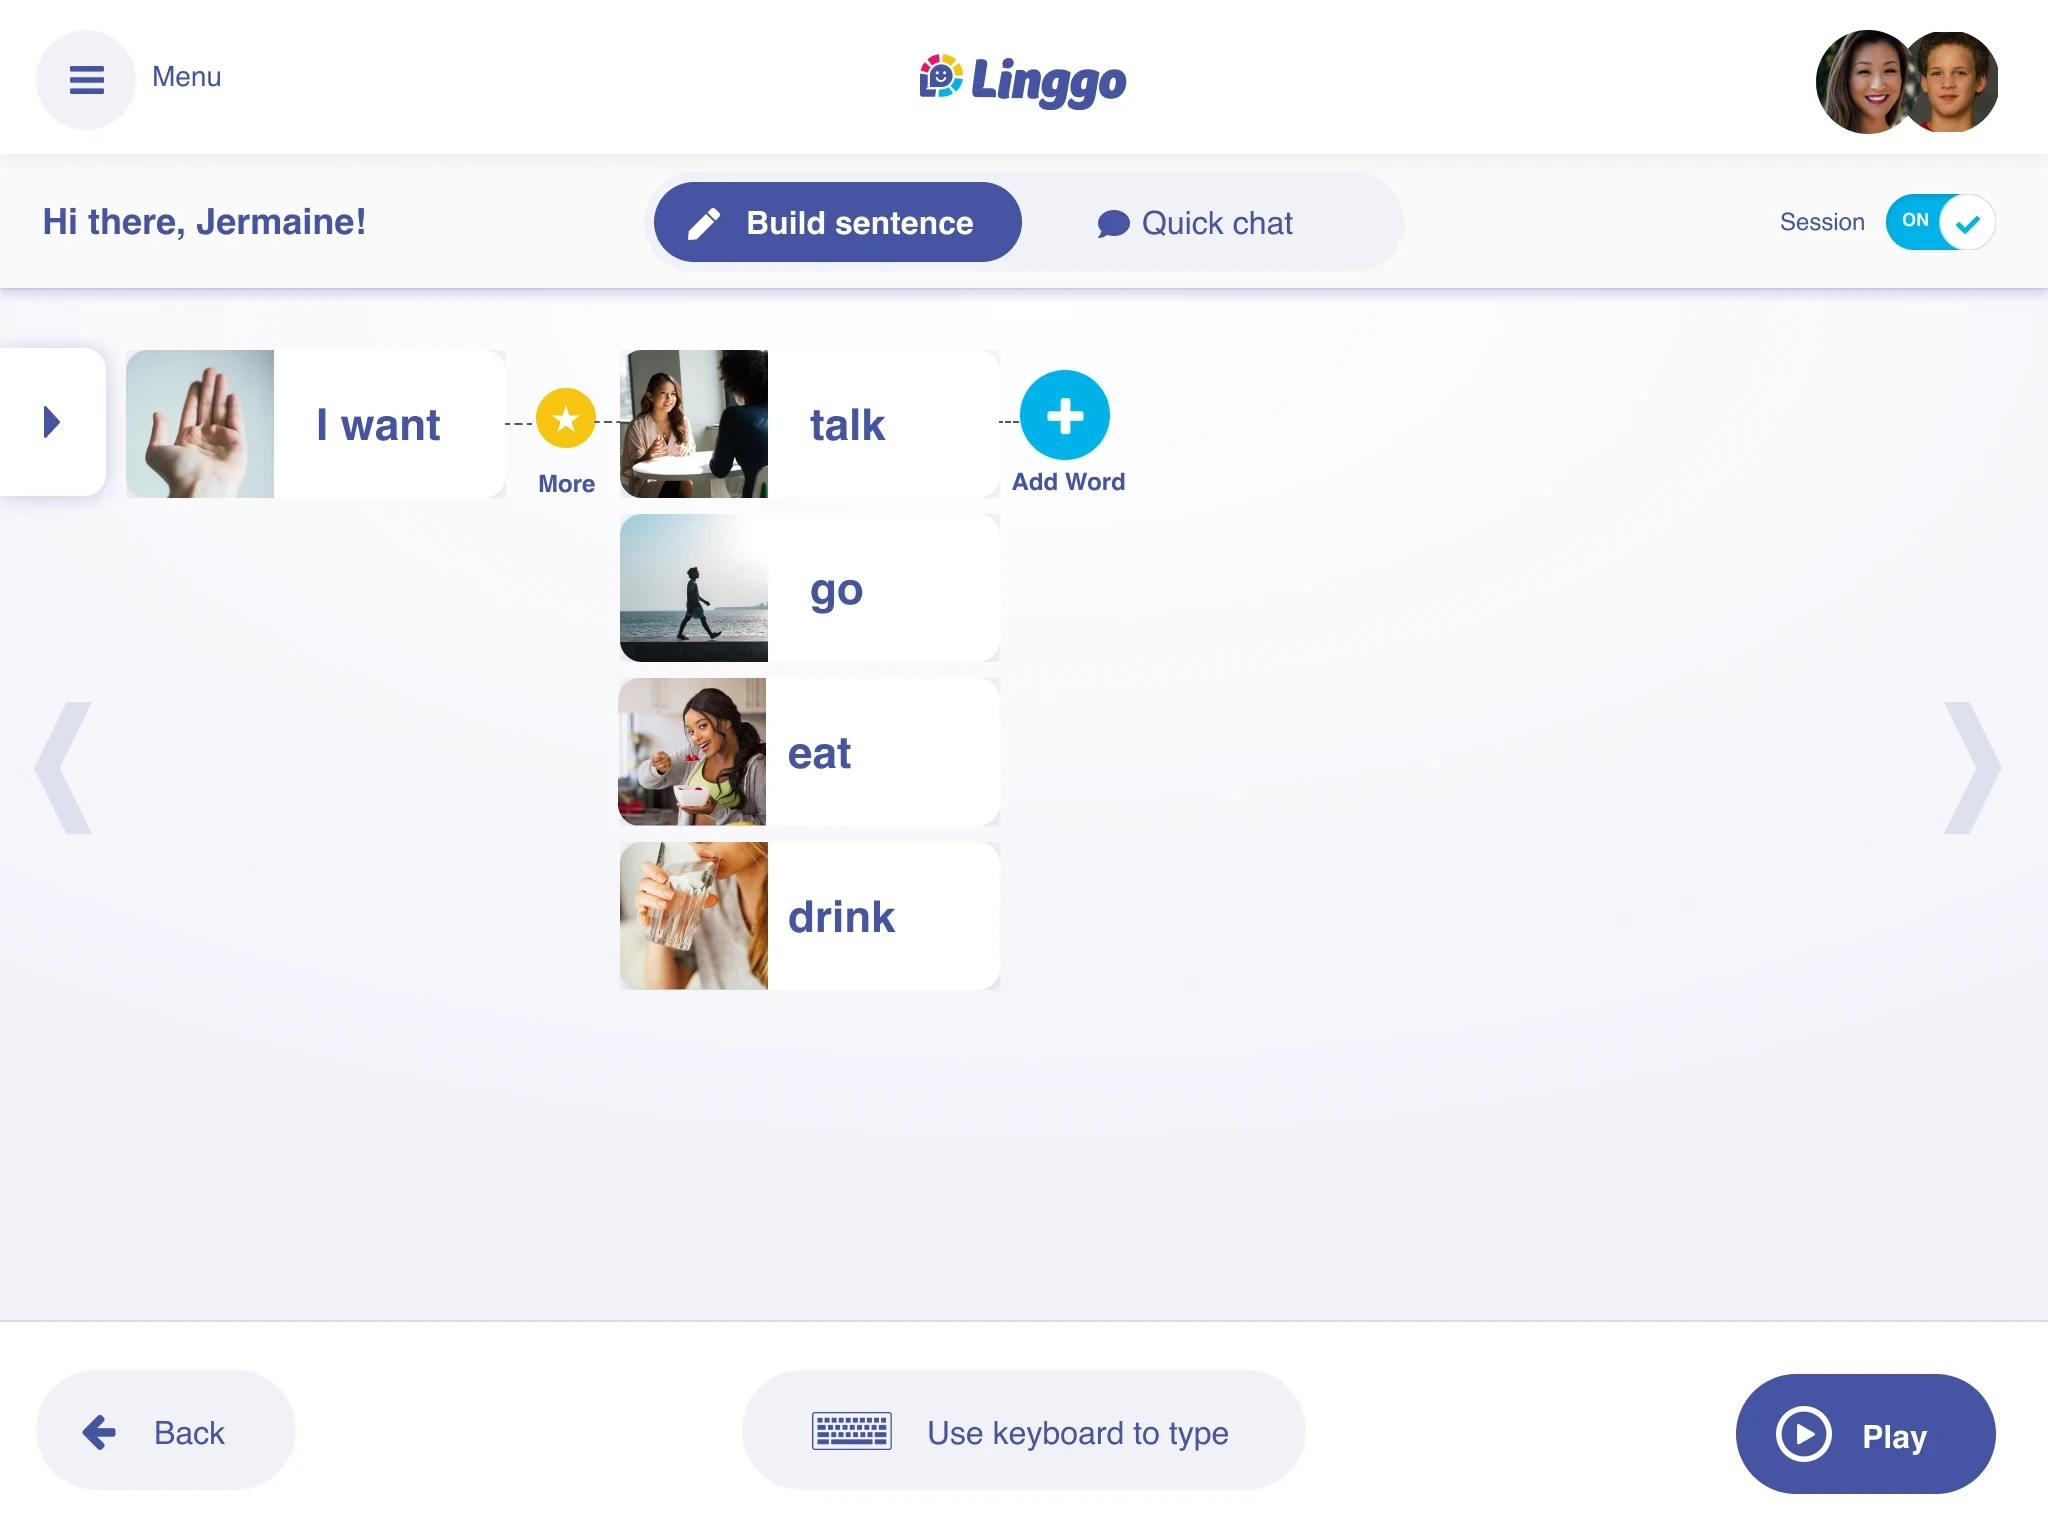 Menu
Linggo
Hi there, Jermaine!
Build sentence
Quick chat
Session
ON
I want
More
talk
Add Word
go
eat
drink
Back
Use keyboard to type
Play